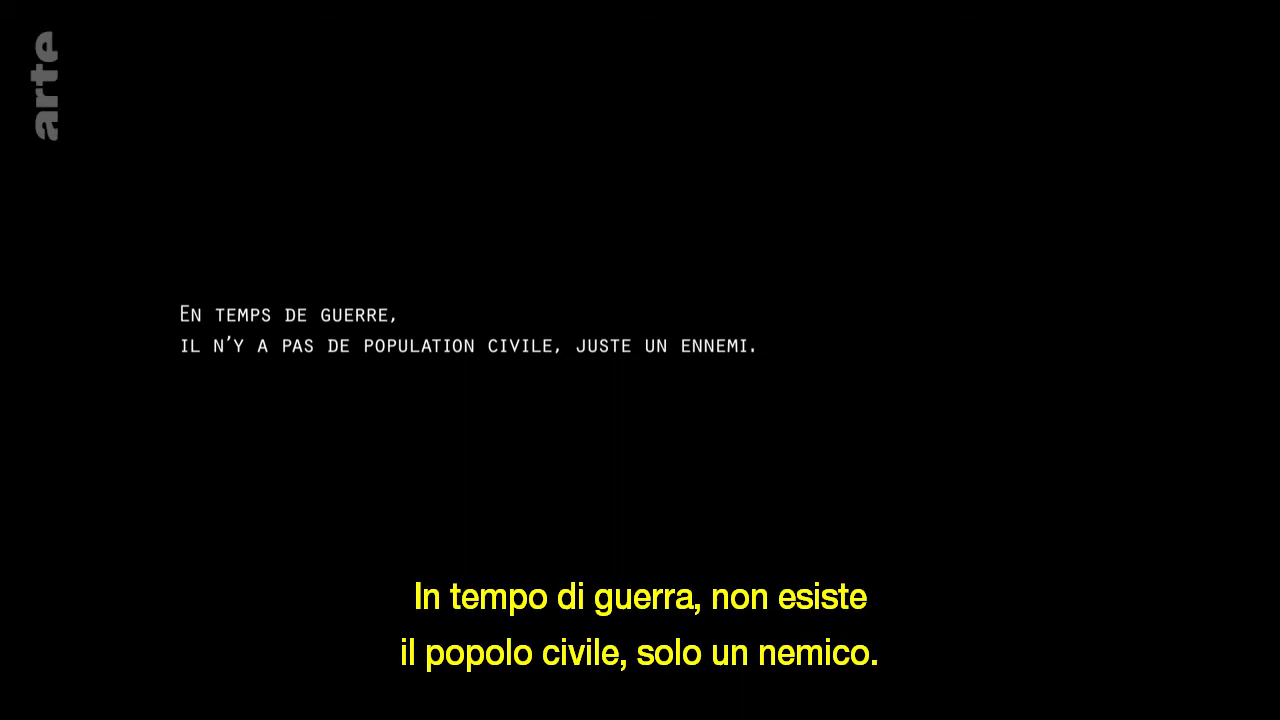 arte
En temps de guerre,
il n'y a pas de population civile, juste un ennemi.
In tempo di guerra, non esiste
il popolo civile, solo un nemico.